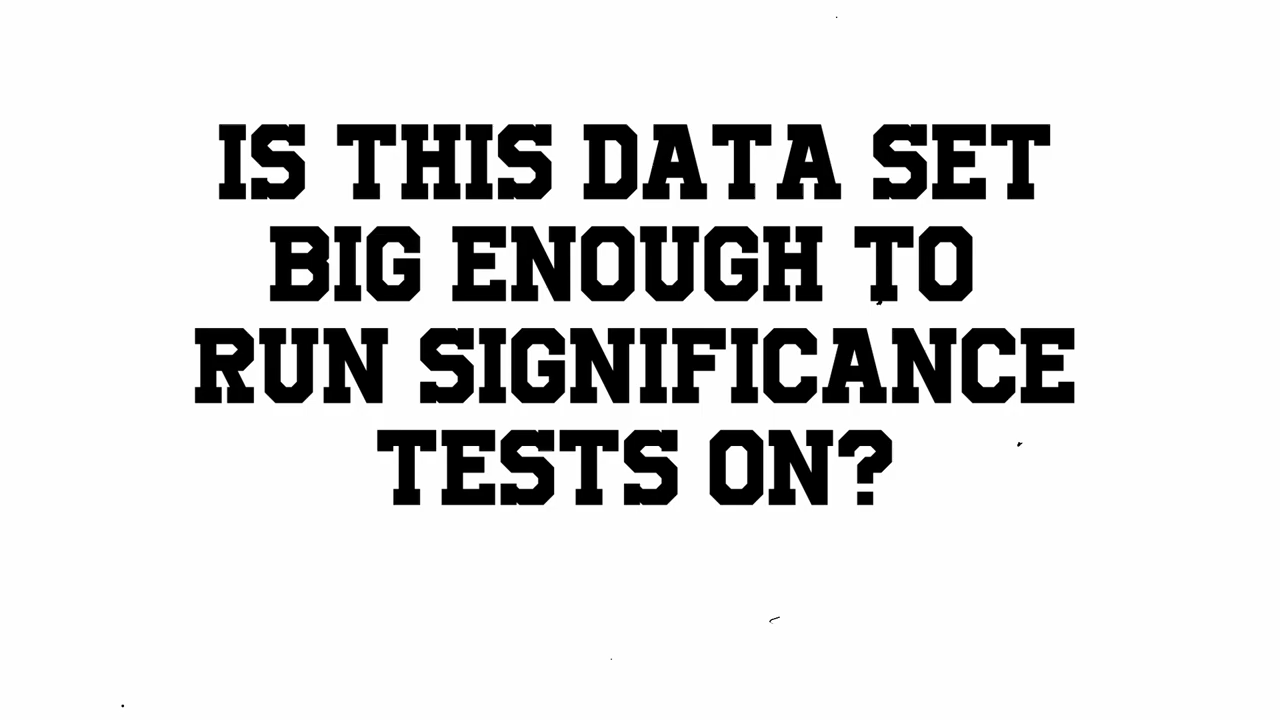 IS THIS DATA SET
BIG ENOUGH TO
RUN SIGNIFICANCE
TESTS ON?